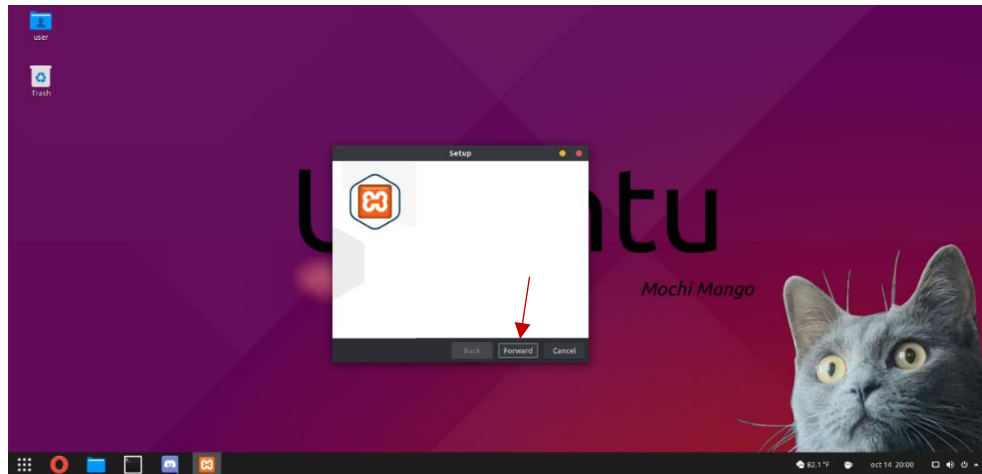 user
Trash
Setup
Mochi Mango
Back
Forward
Cancel
82.1 °F
oct 14 20:00